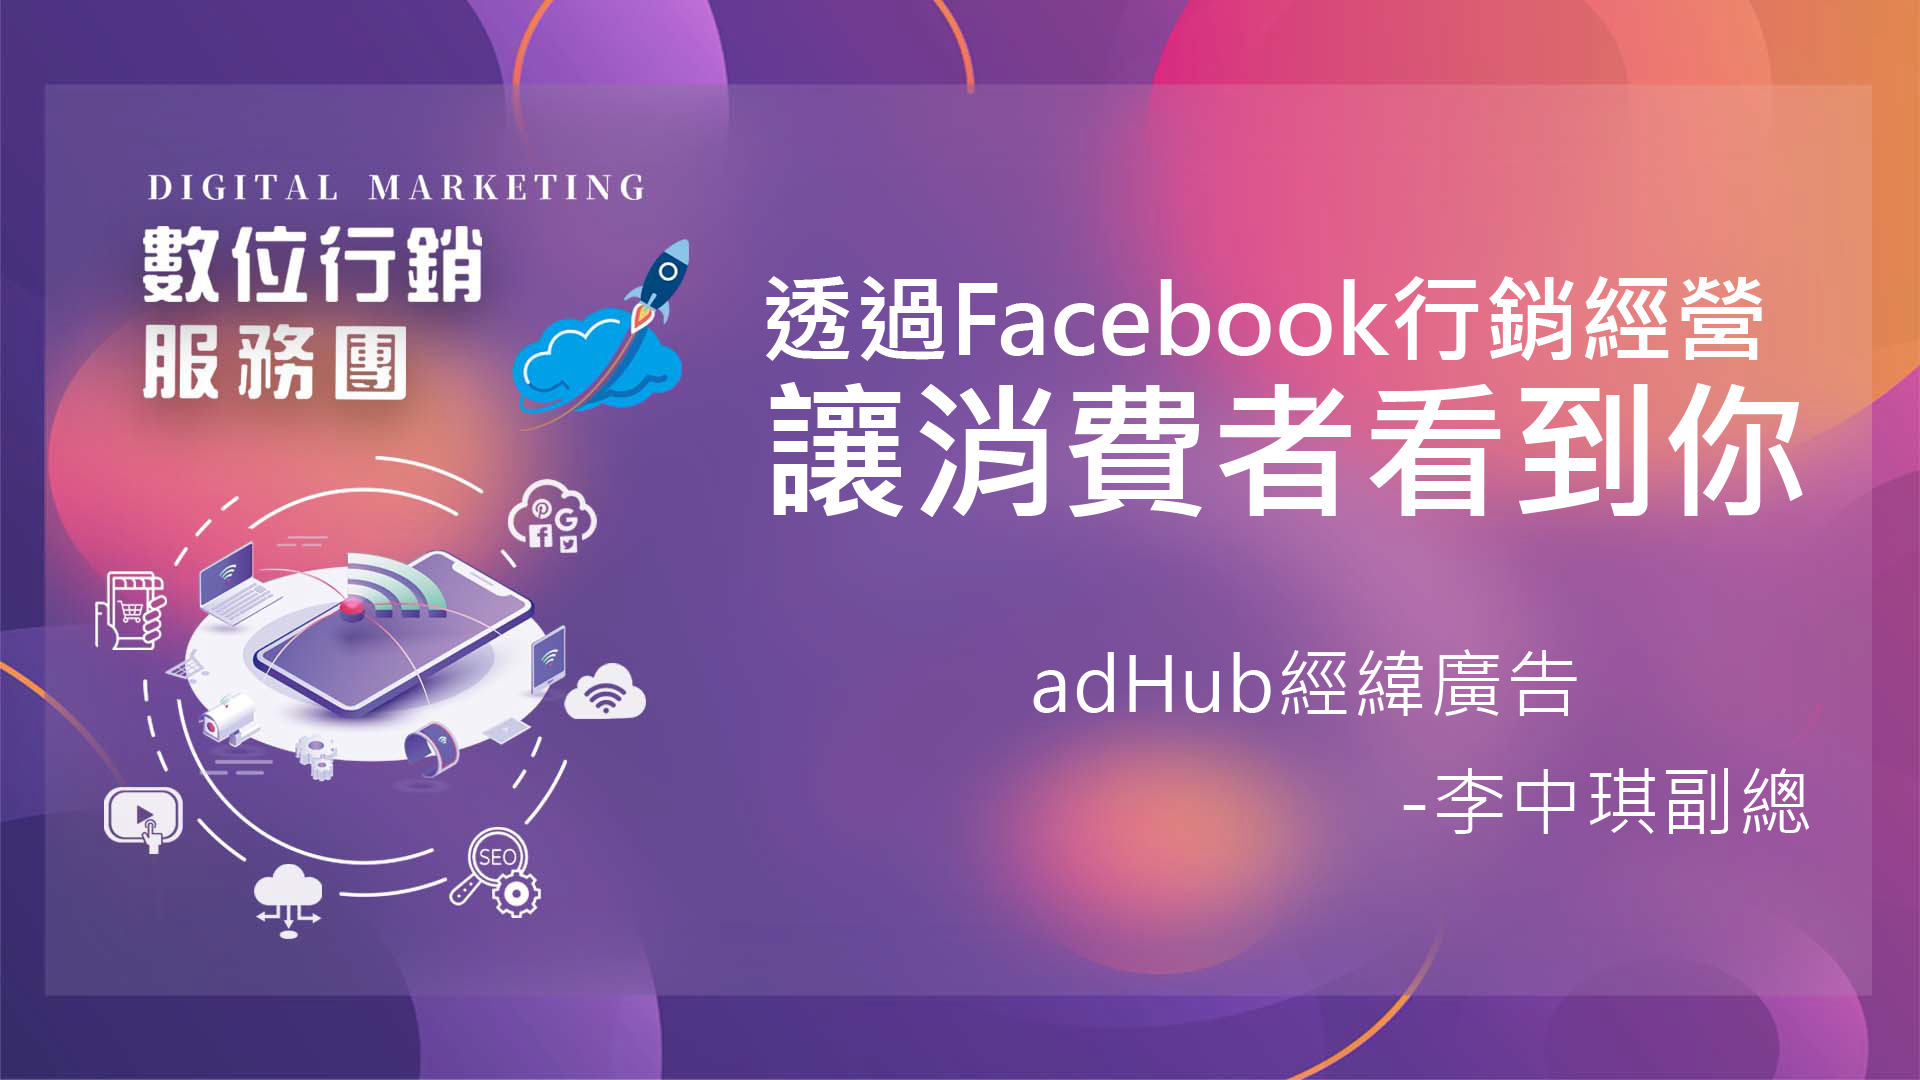 DIGITAL MARKETING
數位行銷
服務團
透過Facebook行銷經營
讓消費者看到你
adHub經緯廣告
-李中琪副總
SEO